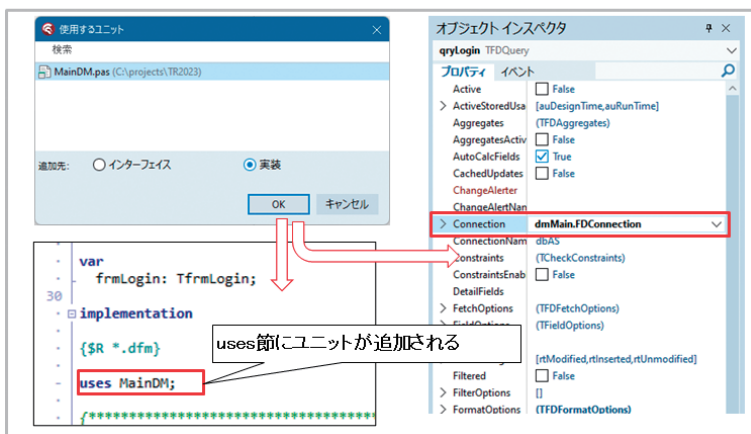 使用するユニット
検索
MainDM.pas (C:\projects\TR2023)
追加先: インターフェイス 実装
OK キャンセル
var
frmLogin: TfrmLogin;
30
implementation
{$R *.dfm}
uses節にユニットが追加される
uses MainDM;
{****************************************
オブジェクト インスペクタ
qryLogin TFDQuery
プロパティ イベント
Active False
ActiveStoredUsa [auDesignTime,auRunTime]
Aggregates (TFDAggregates)
AggregatesActiv False
AutoCalcFields True
CachedUpdates False
ChangeAlerter
ChangeAlertNan
Connection dmMain.FDConnection
ConnectionNam dbAS
Constraints (TCheckConstraints)
ConstraintsEnab False
DetailFields
FetchOptions (TFDFetchOptions)
(TFieldOptions)
[rtModified,rtInserted,rtUnmodified]
Filtered False
FilterOptions []
FormatOptions (TFDFormatOptions)